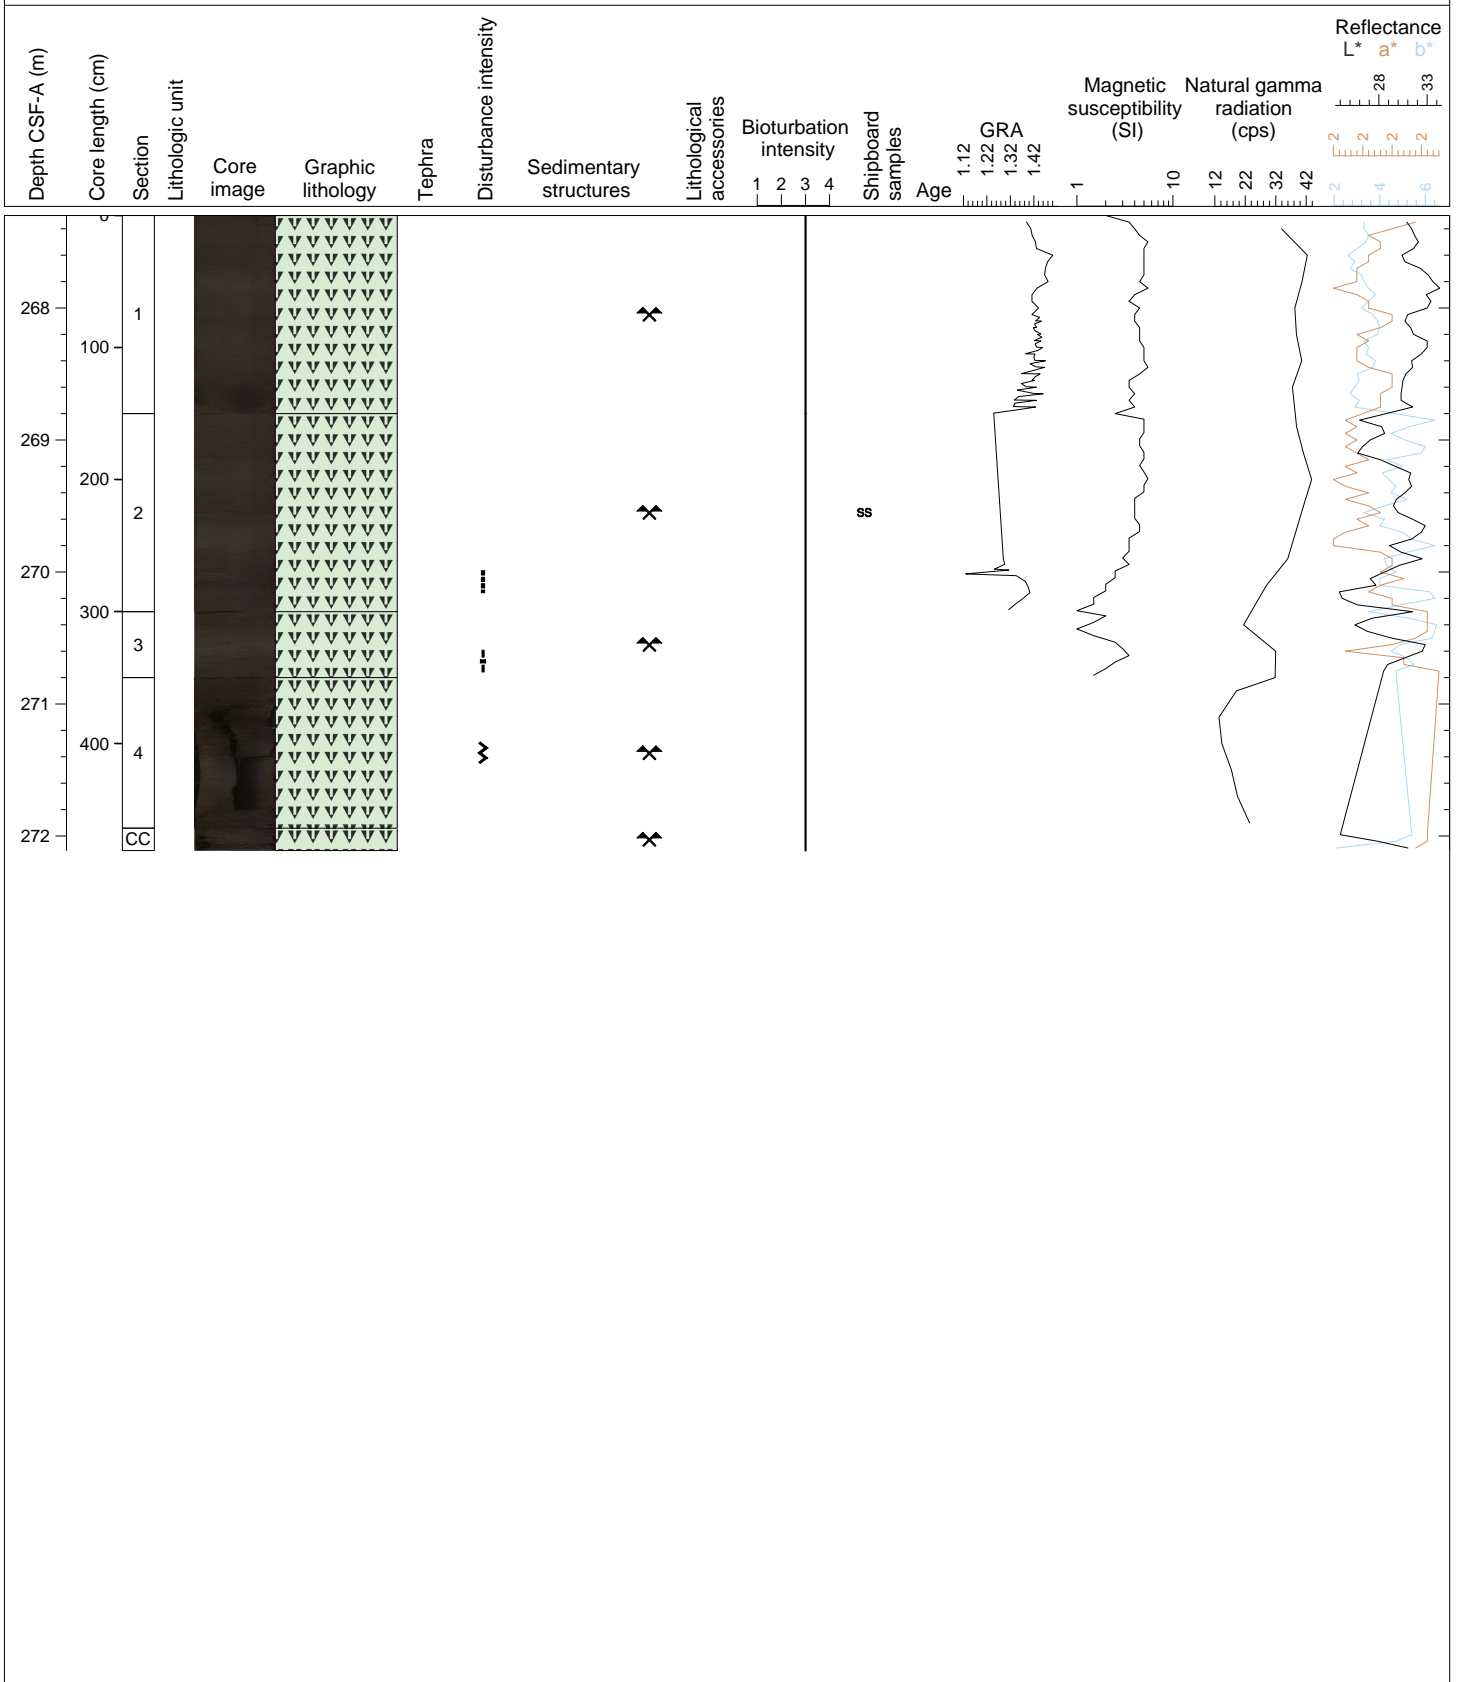 Depth CSF-A (m)
Core length (cm)
Section
Lithologic unit
Core
image
Graphic
lithology
Tephra
Disturbance intensity
Sedimentary
structures
Lithological
accessories
Bioturbation
intensity
1 2 3 4
Shipboard
samples
Age
GRA
1.12 1.22 1.32 1.42
Magnetic
susceptibility
(SI)
1 10
Natural gamma
radiation
(cps)
12 22 32 42
Reflectance
L* a* b*
28 33
2 2 2 2
2 4 6
0
268 1
100
269
200
2 ss
270
300
3
271
400
4
272 CC